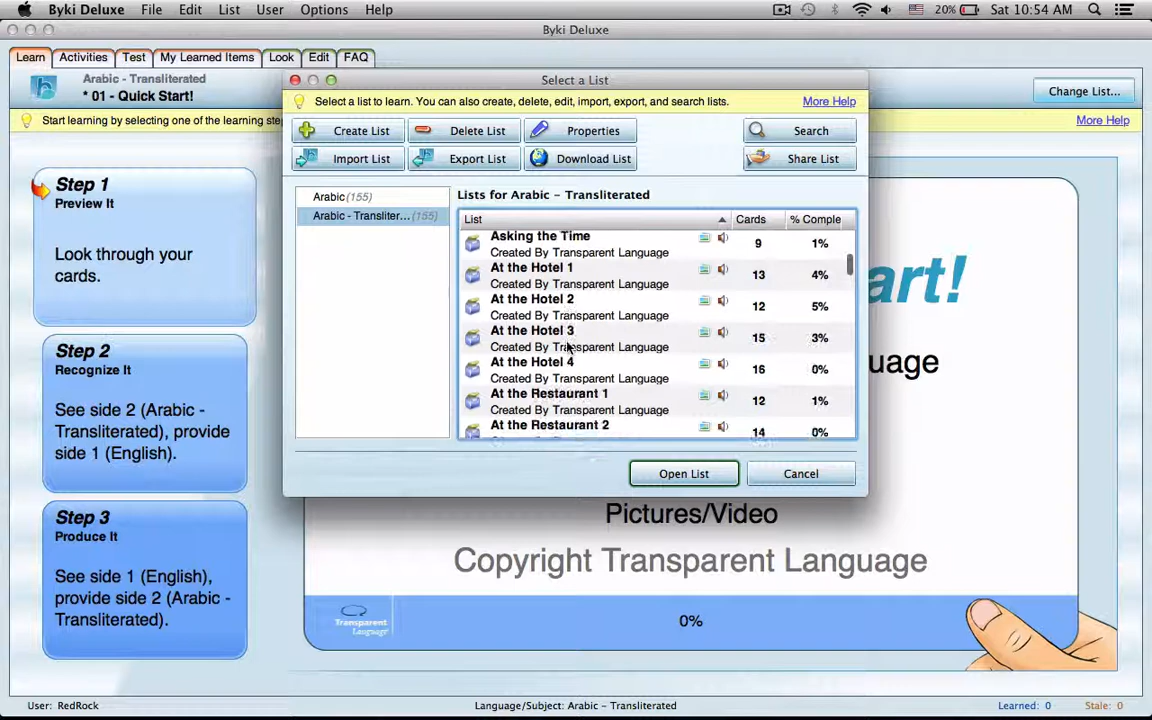 Byki Deluxe File Edit List User Options Help 20% Sat 10:54 AM
Byki Deluxe
Learn Activities Test My Learned Items Look Edit FAQ
Arabic - Transliterated
* 01 - Quick Start!
Change List...
Start learning by selecting one of the learning ste
More Help
Select a List
Select a list to learn. You can also create, delete, edit, import, export, and search lists.
More Help
Create List Delete List Properties Search
Import List Export List Download List Share List
Arabic (155)
Arabic - Transliter... (155)
Lists for Arabic - Transliterated
List Cards % Comple
Asking the Time 9 1%
Created By Transparent Language
At the Hotel 1 13 4%
Created By Transparent Language
At the Hotel 2 12 5%
Created By Transparent Language
At the Hotel 3 15 3%
Created By Transparent Language
At the Hotel 4 16 0%
Created By Transparent Language
At the Restaurant 1 12 1%
Created By Transparent Language
At the Restaurant 2 14 0%
Open List Cancel
Step 1
Preview It
Look through your
cards.
Step 2
Recognize It
See side 2 (Arabic -
Transliterated), provide
side 1 (English).
Step 3
Produce It
See side 1 (English),
provide side 2 (Arabic -
Transliterated).
art!
uage
Pictures/Video
Copyright Transparent Language
Transparent
Language
0%
User: RedRock
Language/Subject: Arabic - Transliterated
Learned: 0 Stale: 0